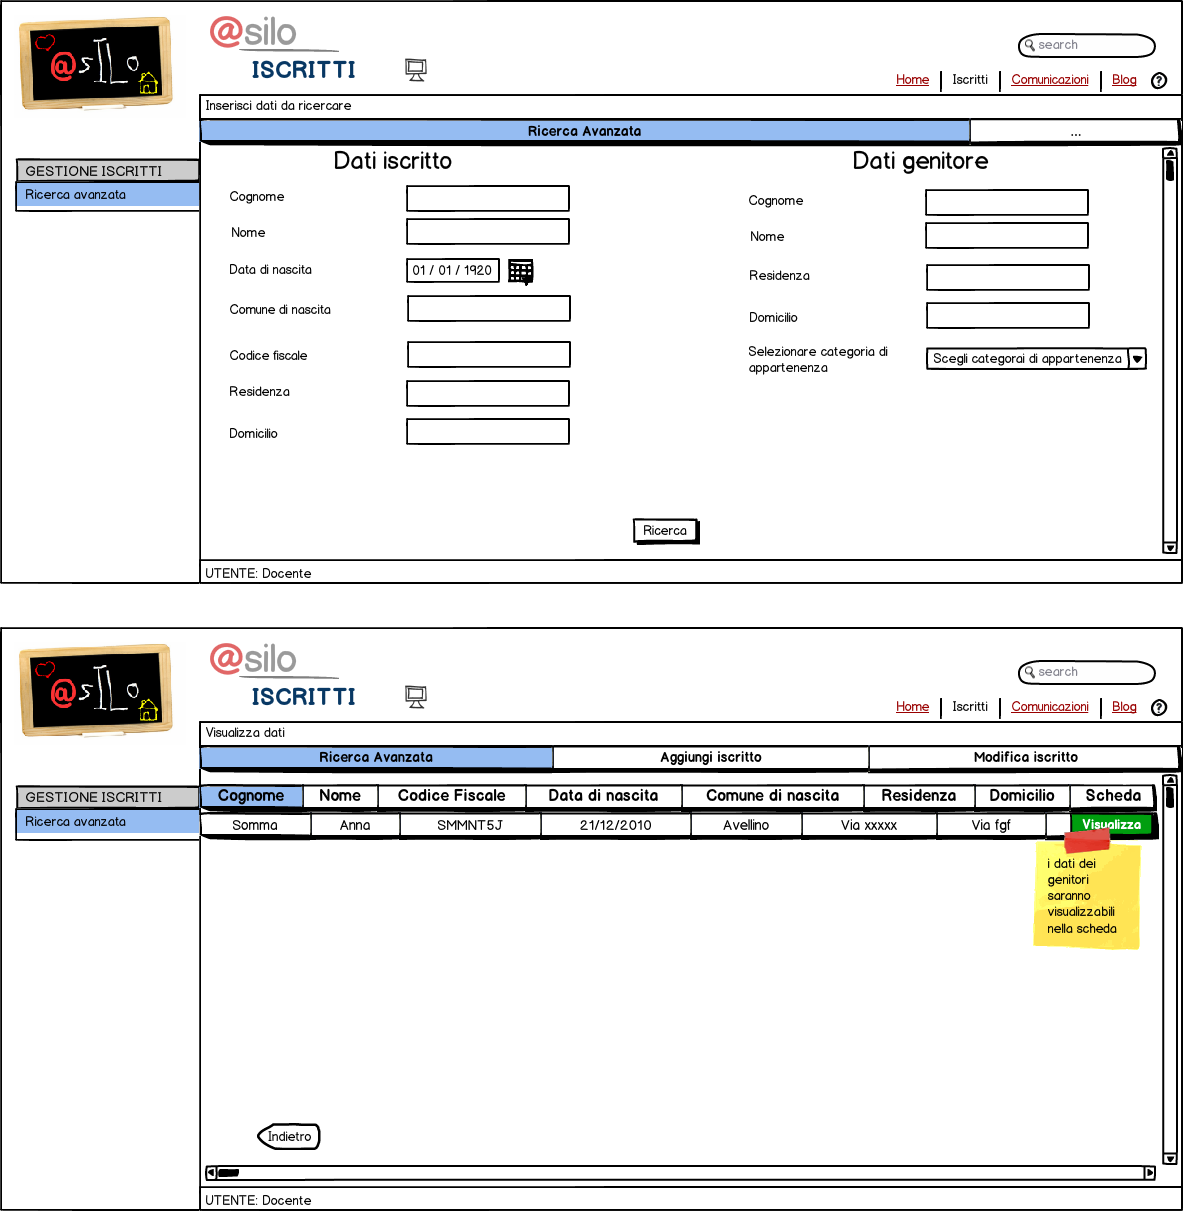 @sILo
@silo
ISCRITTI
search
Home
Iscritti
Comunicazioni
Blog
?
Inserisci dati da ricercare
Ricerca Avanzata
...
GESTIONE ISCRITTI
Ricerca avanzata
Dati iscritto
Cognome
Nome
Data di nascita
01 / 01 / 1920
Comune di nascita
Codice fiscale
Residenza
Domicilio
Dati genitore
Cognome
Nome
Residenza
Domicilio
Selezionare categoria di
appartenenza
Scegli categorai di appartenenza
Ricerca
UTENTE: Docente
@sILo
@silo
ISCRITTI
search
Home
Iscritti
Comunicazioni
Blog
?
Visualizza dati
Ricerca Avanzata
Aggiungi iscritto
Modifica iscritto
GESTIONE ISCRITTI
Ricerca avanzata
Cognome Nome Codice Fiscale Data di nascita Comune di nascita Residenza Domicilio Scheda
Somma Anna SMMNT5J 21/12/2010 Avellino Via xxxxx Via fgf Visualizza
i dati dei
genitori
saranno
visualizzabili
nella scheda
Indietro
UTENTE: Docente